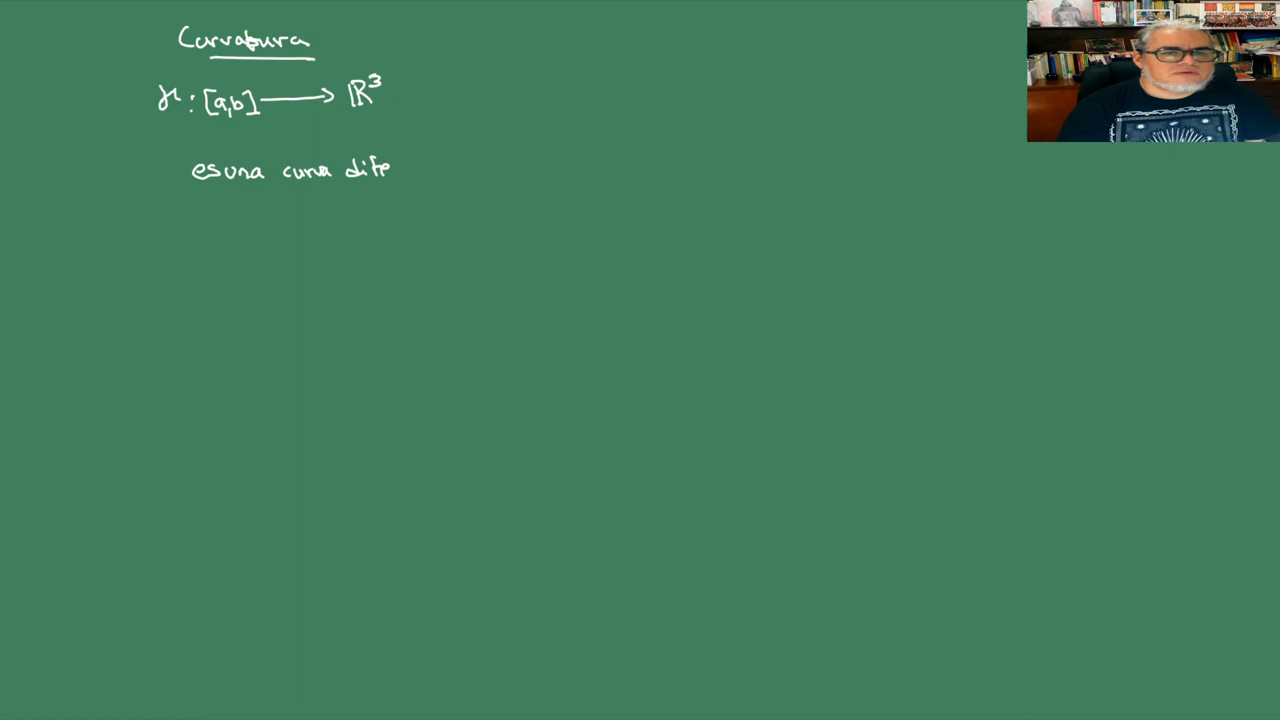 Curvatura
γ : [a,b] ⟶ ℝ³
es una curva dife